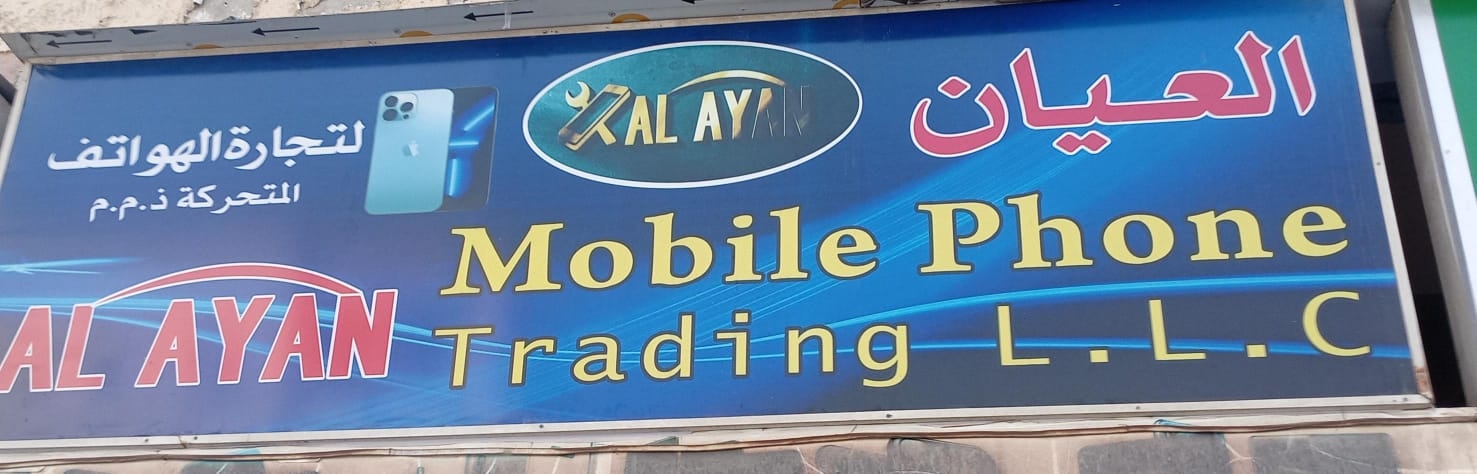 العيان
AL AYAN
لتجارة الهواتف
المتحركة ذ.م.م
AL AYAN
Mobile Phone
Trading L.L.C